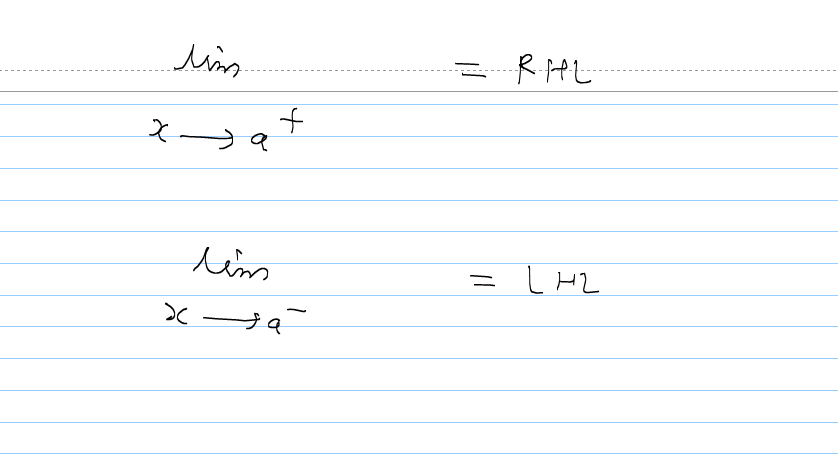 lim = RHL
x → a⁺
lim = LHL
x → a⁻